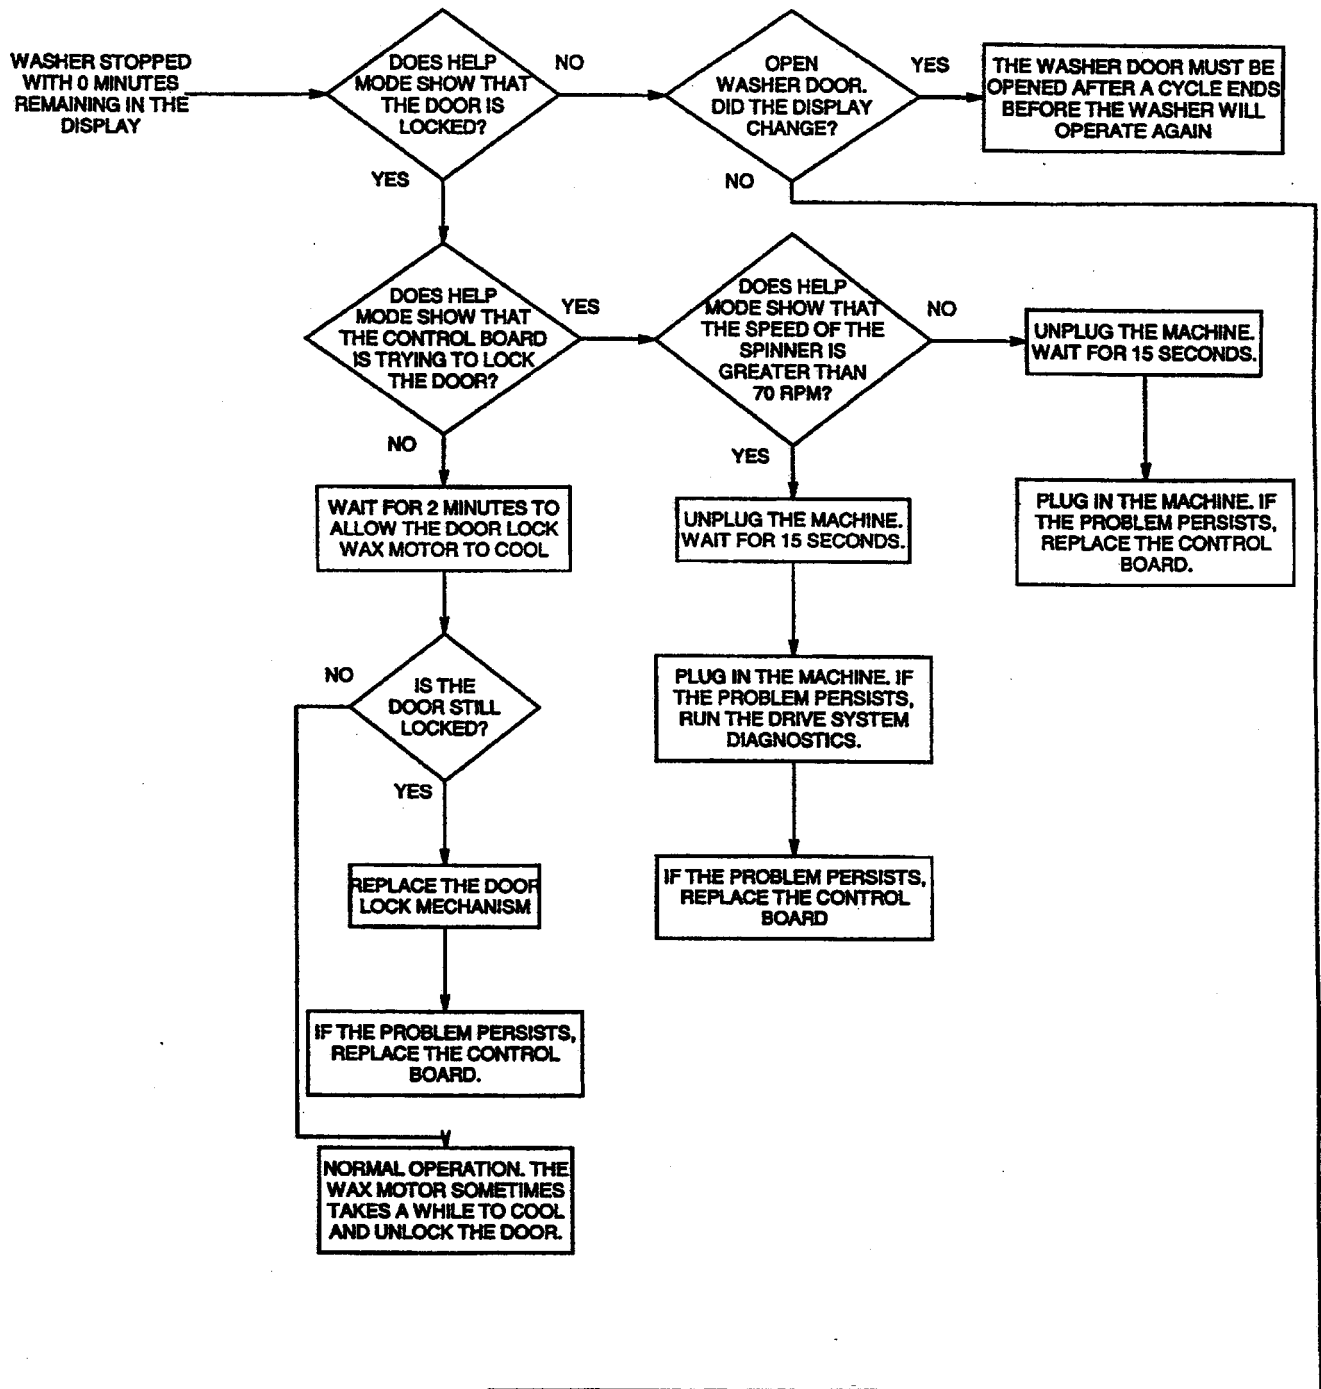 WASHER STOPPED
WITH 0 MINUTES
REMAINING IN THE
DISPLAY
DOES HELP
MODE SHOW THAT
THE DOOR IS
LOCKED?
NO
OPEN
WASHER DOOR.
DID THE DISPLAY
CHANGE?
YES
THE WASHER DOOR MUST BE
OPENED AFTER A CYCLE ENDS
BEFORE THE WASHER WILL
OPERATE AGAIN
YES
NO
DOES HELP
MODE SHOW THAT
THE CONTROL BOARD
IS TRYING TO LOCK
THE DOOR?
YES
DOES HELP
MODE SHOW THAT
THE SPEED OF THE
SPINNER IS
GREATER THAN
70 RPM?
NO
UNPLUG THE MACHINE.
WAIT FOR 15 SECONDS.
NO
YES
WAIT FOR 2 MINUTES TO
ALLOW THE DOOR LOCK
WAX MOTOR TO COOL
UNPLUG THE MACHINE.
WAIT FOR 15 SECONDS.
PLUG IN THE MACHINE. IF
THE PROBLEM PERSISTS,
REPLACE THE CONTROL
BOARD.
NO
IS THE
DOOR STILL
LOCKED?
PLUG IN THE MACHINE. IF
THE PROBLEM PERSISTS,
RUN THE DRIVE SYSTEM
DIAGNOSTICS.
YES
REPLACE THE DOOR
LOCK MECHANISM
IF THE PROBLEM PERSISTS,
REPLACE THE CONTROL
BOARD
IF THE PROBLEM PERSISTS,
REPLACE THE CONTROL
BOARD.
NORMAL OPERATION. THE
WAX MOTOR SOMETIMES
TAKES A WHILE TO COOL
AND UNLOCK THE DOOR.